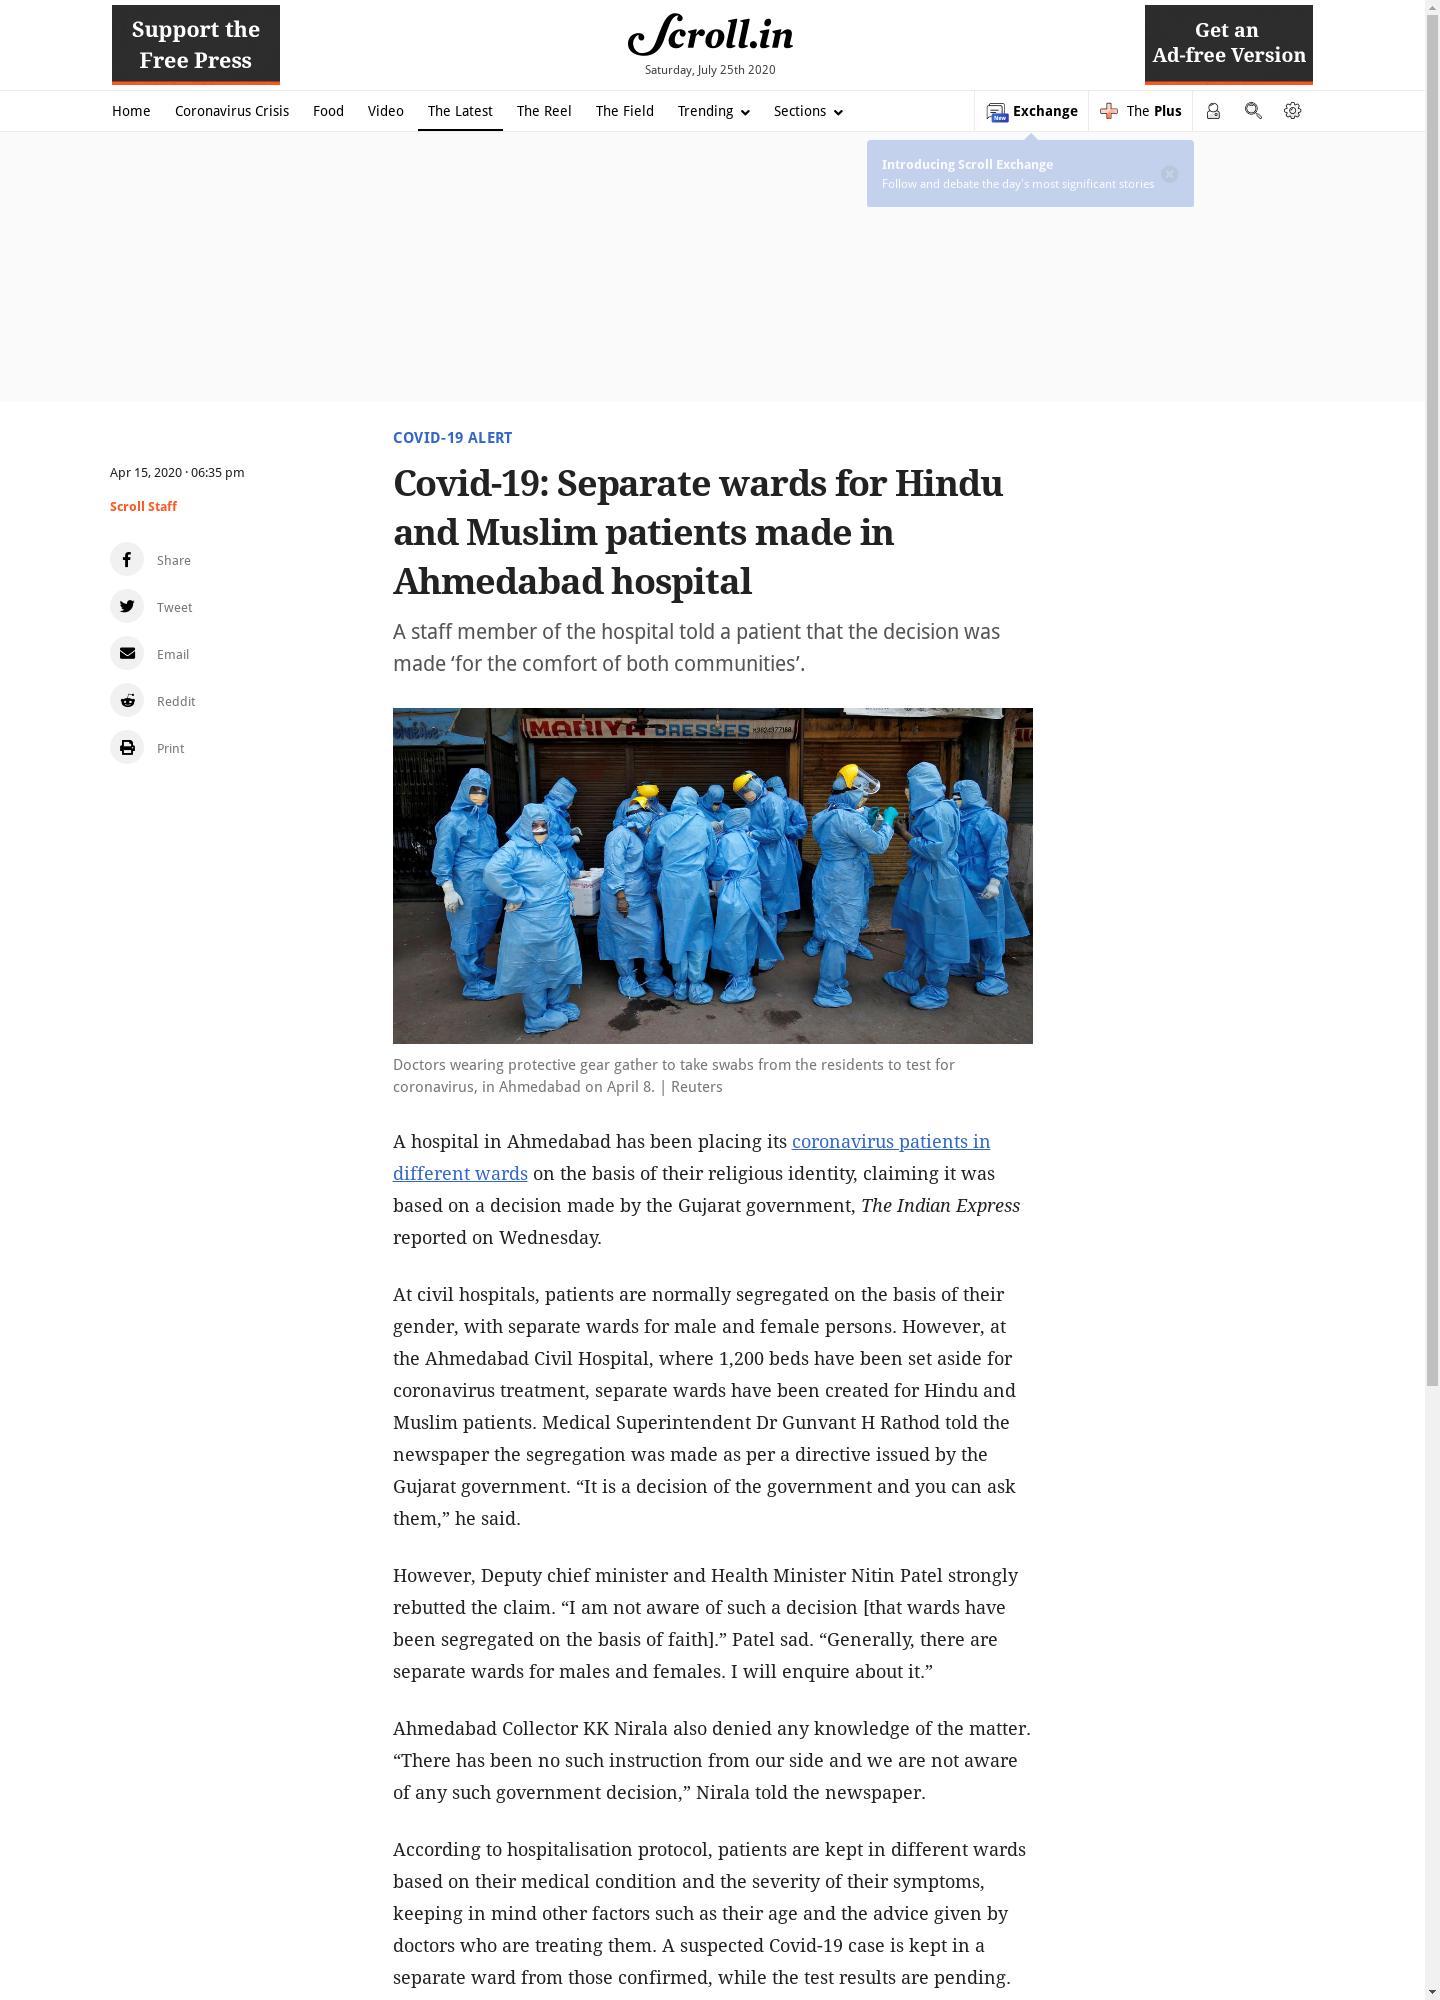 Support the
Free Press
Scroll.in
Saturday, July 25th 2020
Get an
Ad-free Version
Home Coronavirus Crisis Food Video The Latest The Reel The Field Trending Sections New Exchange The Plus
Introducing Scroll Exchange
Follow and debate the day's most significant stories
COVID-19 ALERT
Apr 15, 2020 · 06:35 pm
Scroll Staff
Share
Tweet
Email
Reddit
Print
Covid-19: Separate wards for Hindu
and Muslim patients made in
Ahmedabad hospital
A staff member of the hospital told a patient that the decision was
made ‘for the comfort of both communities’.
MARIYA DRESSES
Doctors wearing protective gear gather to take swabs from the residents to test for
coronavirus, in Ahmedabad on April 8. | Reuters
A hospital in Ahmedabad has been placing its coronavirus patients in
different wards on the basis of their religious identity, claiming it was
based on a decision made by the Gujarat government, The Indian Express
reported on Wednesday.
At civil hospitals, patients are normally segregated on the basis of their
gender, with separate wards for male and female persons. However, at
the Ahmedabad Civil Hospital, where 1,200 beds have been set aside for
coronavirus treatment, separate wards have been created for Hindu and
Muslim patients. Medical Superintendent Dr Gunvant H Rathod told the
newspaper the segregation was made as per a directive issued by the
Gujarat government. “It is a decision of the government and you can ask
them,” he said.
However, Deputy chief minister and Health Minister Nitin Patel strongly
rebutted the claim. “I am not aware of such a decision [that wards have
been segregated on the basis of faith].” Patel sad. “Generally, there are
separate wards for males and females. I will enquire about it.”
Ahmedabad Collector KK Nirala also denied any knowledge of the matter.
“There has been no such instruction from our side and we are not aware
of any such government decision,” Nirala told the newspaper.
According to hospitalisation protocol, patients are kept in different wards
based on their medical condition and the severity of their symptoms,
keeping in mind other factors such as their age and the advice given by
doctors who are treating them. A suspected Covid-19 case is kept in a
separate ward from those confirmed, while the test results are pending.